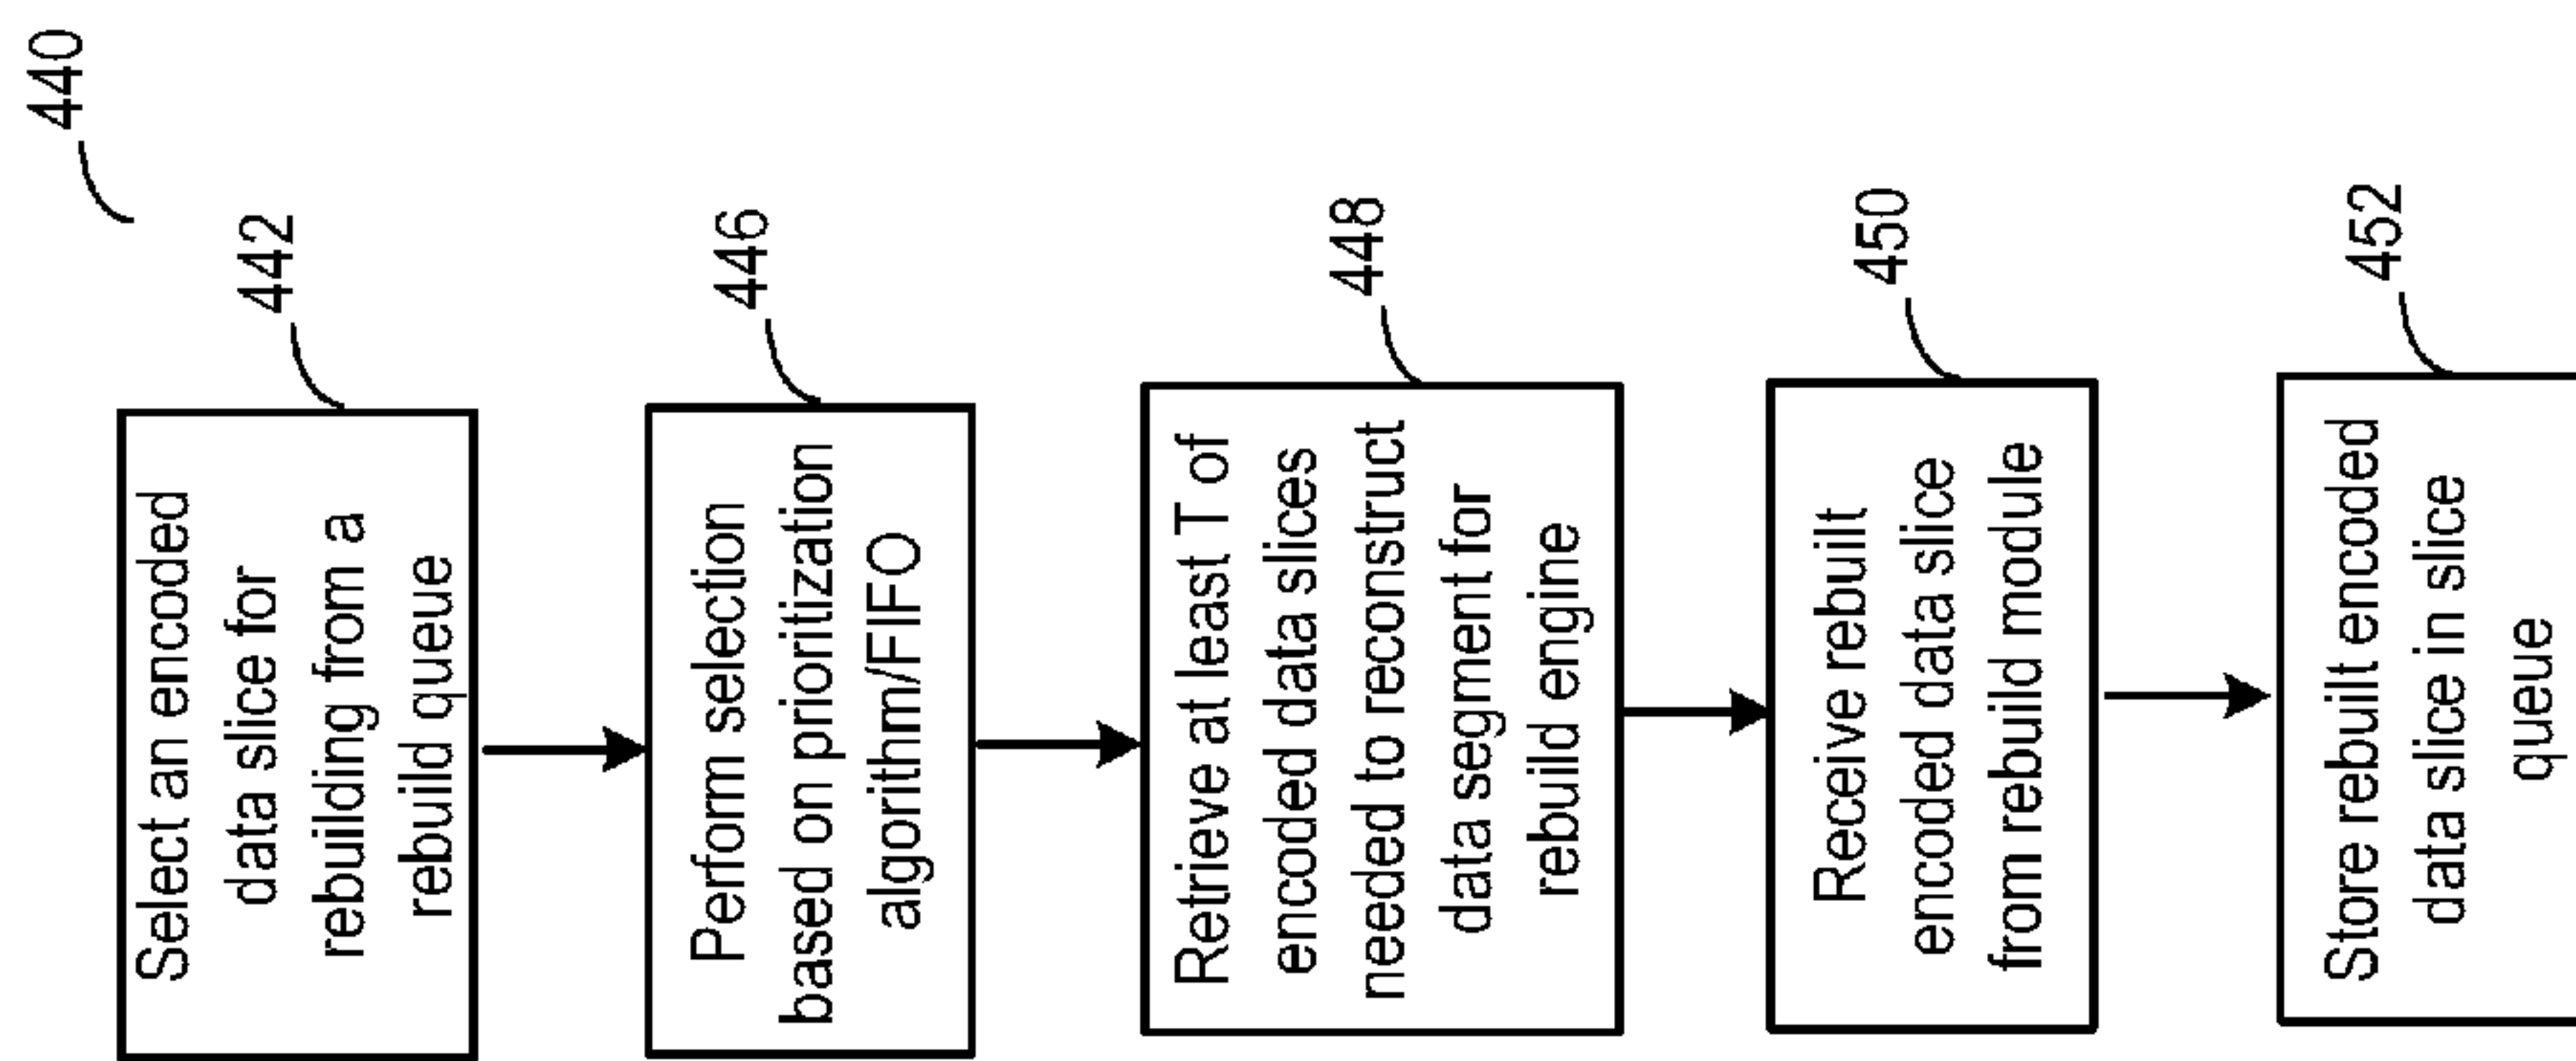 440
442
Select an encoded
data slice for
rebuilding from a
rebuild queue
446
Perform selection
based on prioritization
algorithm/FIFO
448
Retrieve at least T of
encoded data slices
needed to reconstruct
data segment for
rebuild engine
450
Receive rebuilt
encoded data slice
from rebuild module
452
Store rebuilt encoded
data slice in slice
queue